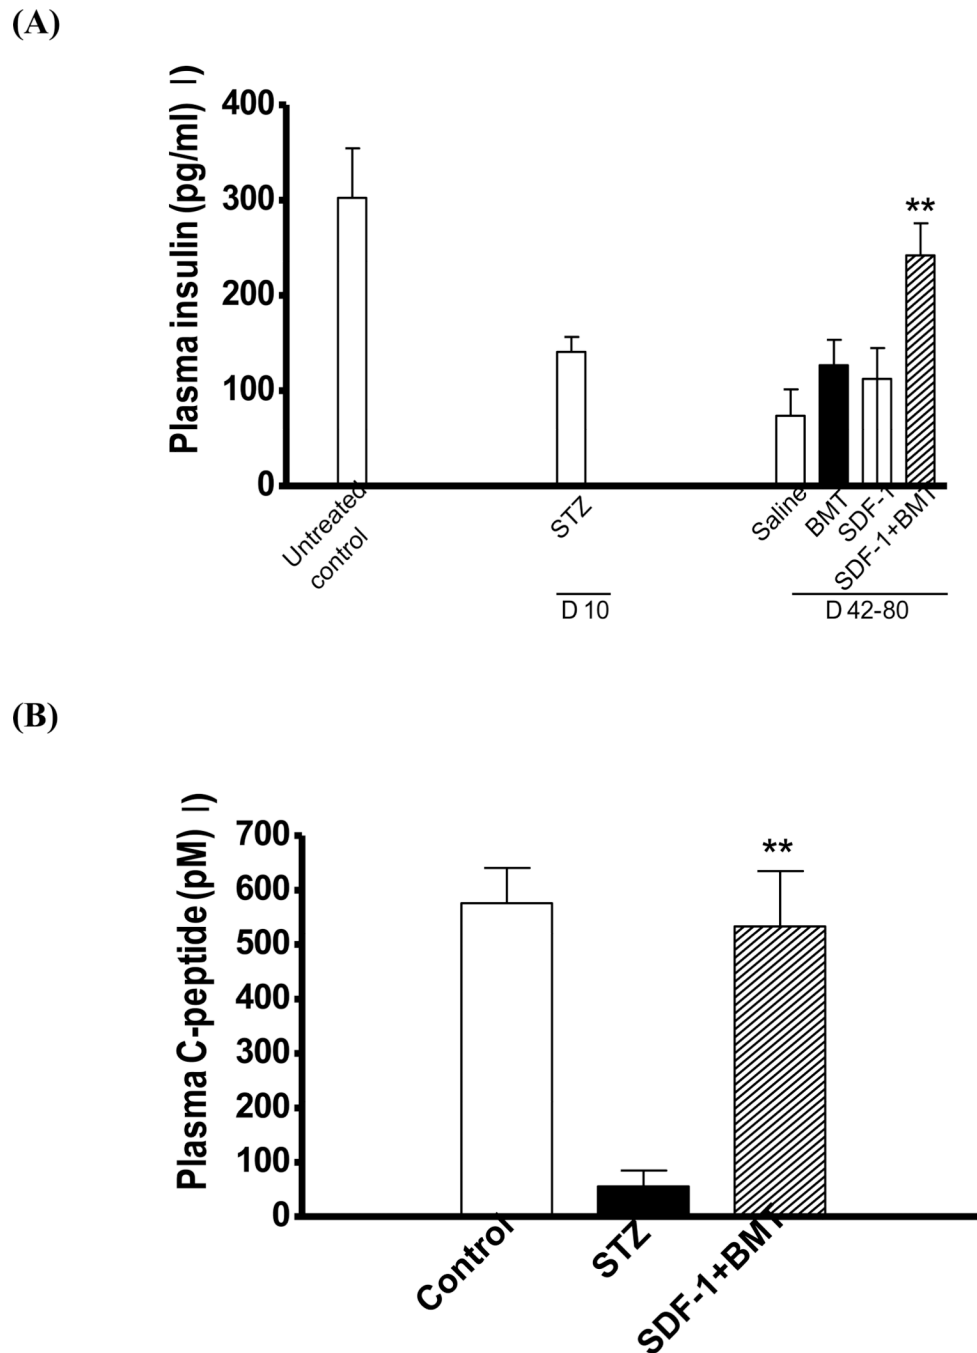 (A)
Plasma insulin (pg/ml) l)
400
300
200
100
0
**
Untreated
control
STZ
Saline
BMT
SDF-1
SDF-1+BMT
D 10
D 42-80
(B)
Plasma C-peptide (pM) l)
700
600
500
400
300
200
100
0
**
Control
STZ
SDF-1+BMT